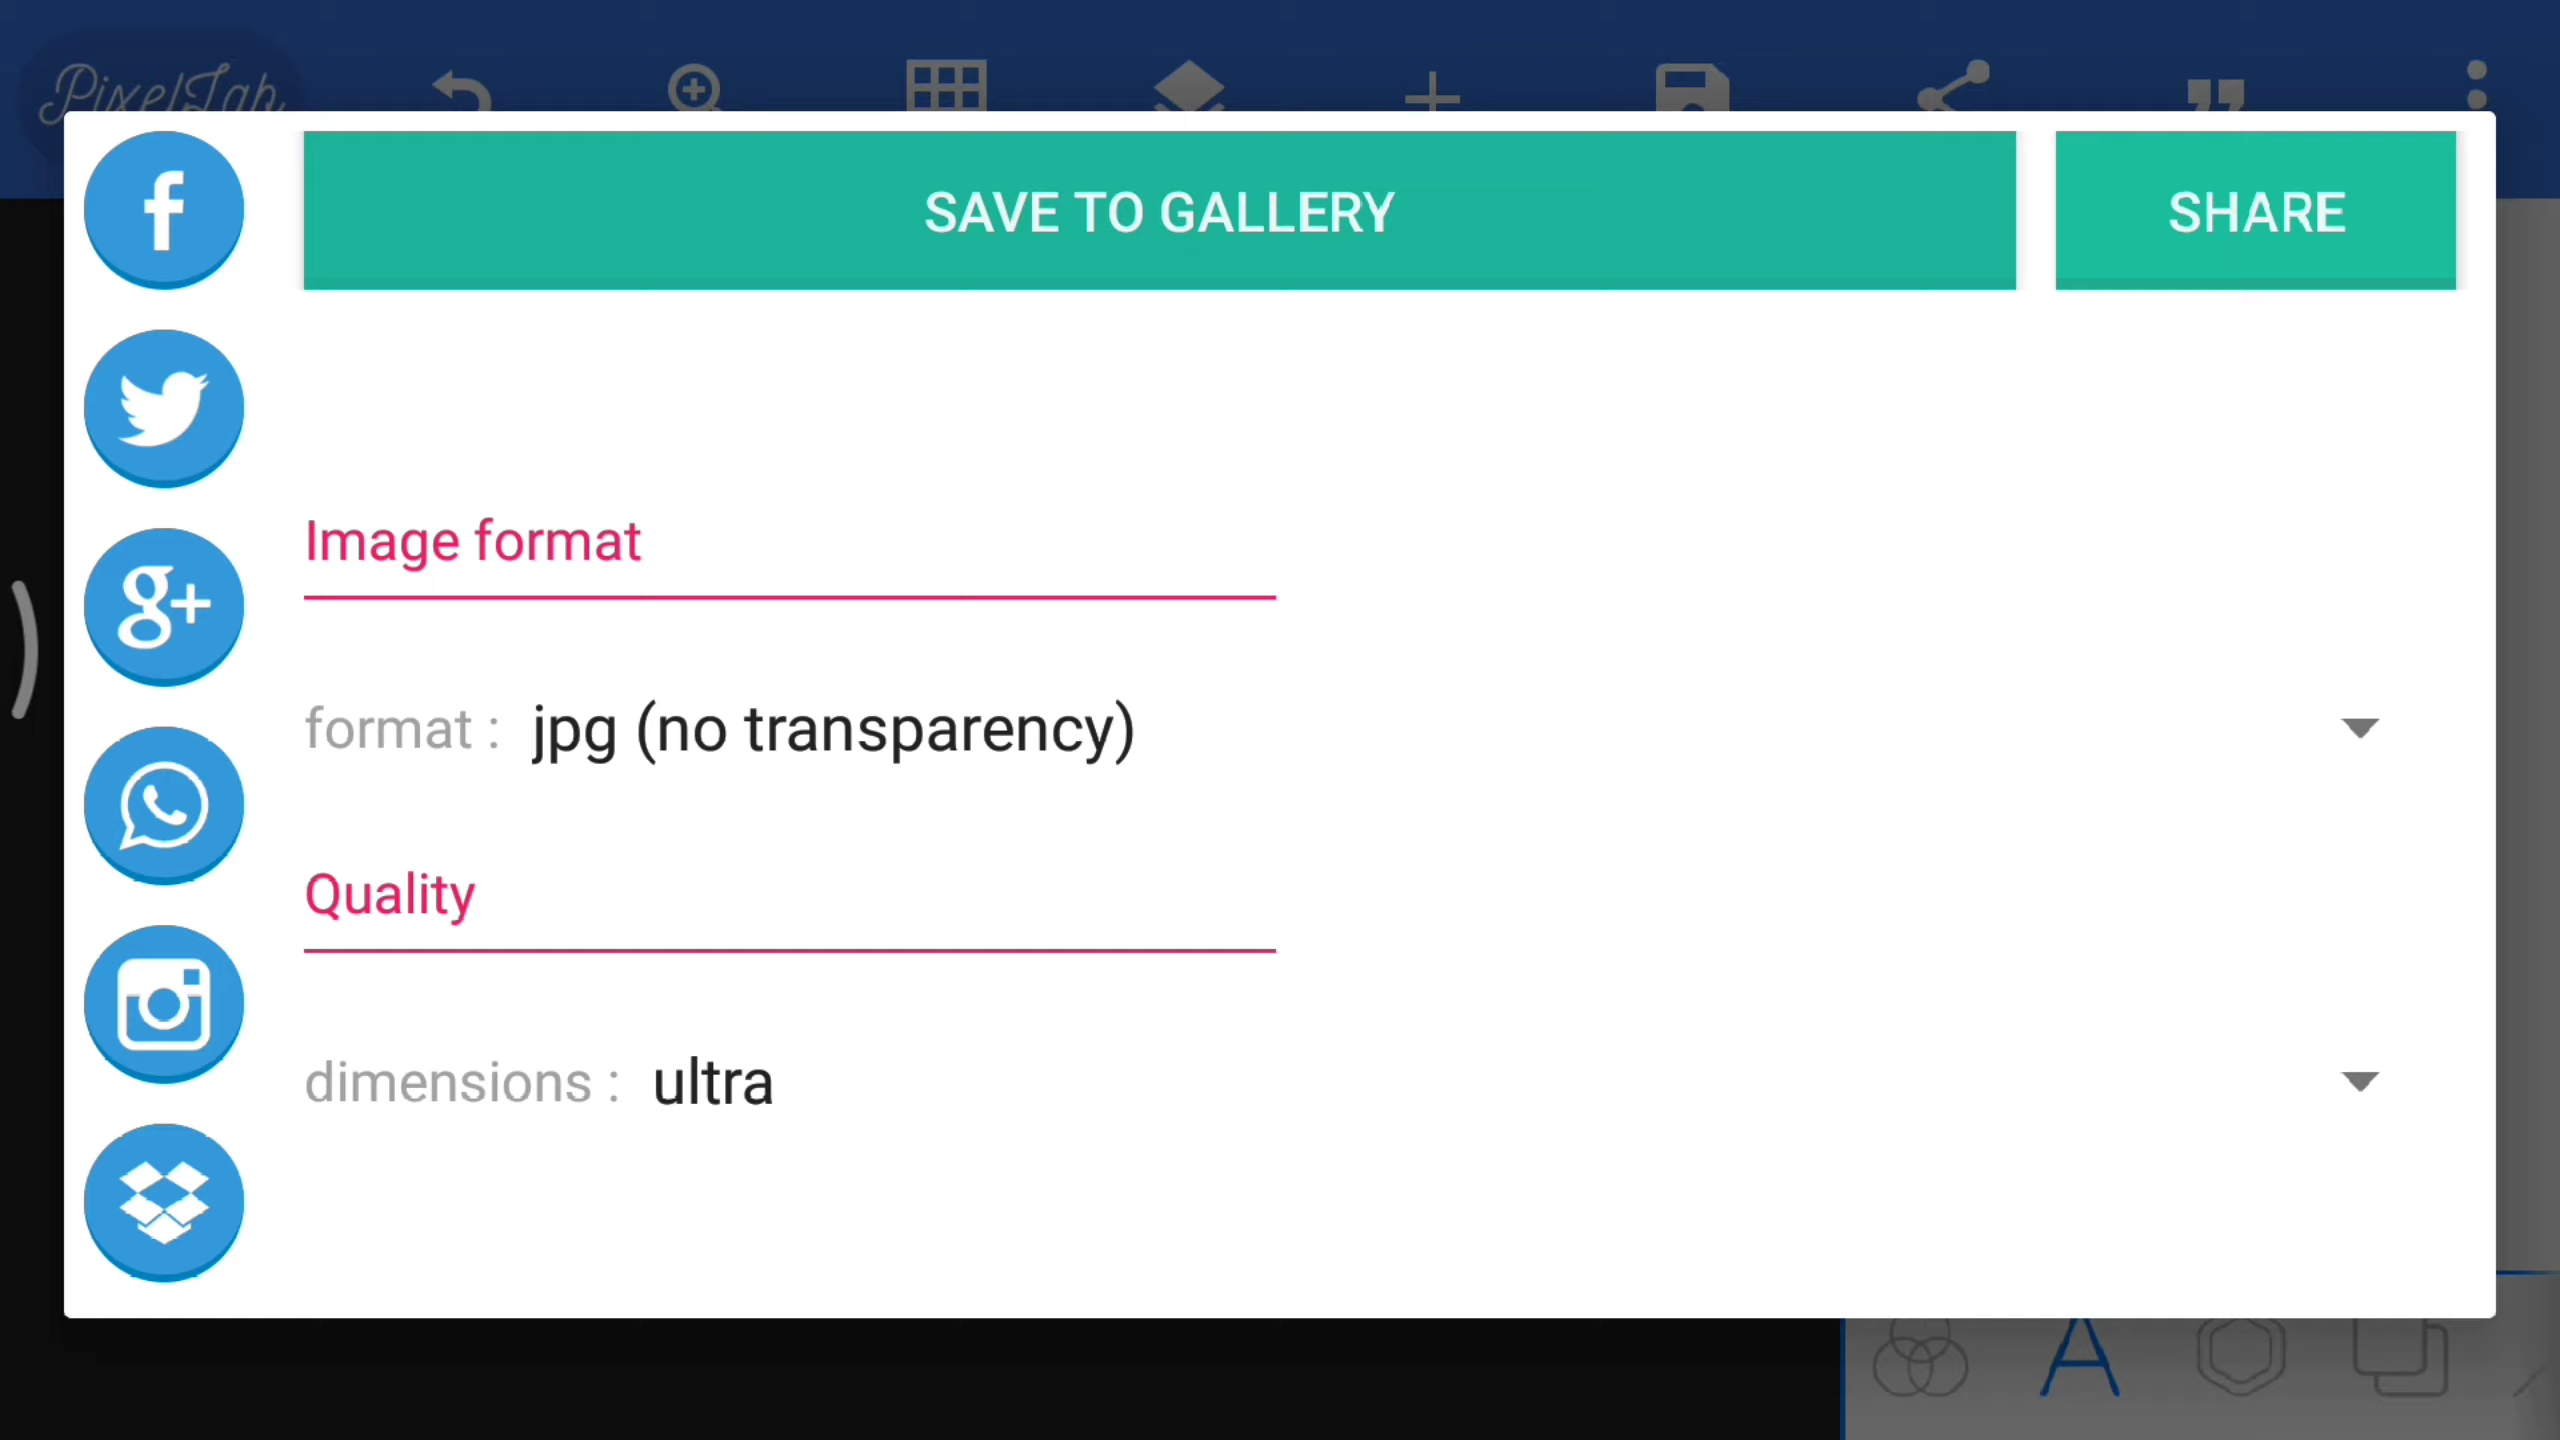 PixelLab
SAVE TO GALLERY
SHARE
Image format
format : jpg (no transparency)
Quality
dimensions : ultra